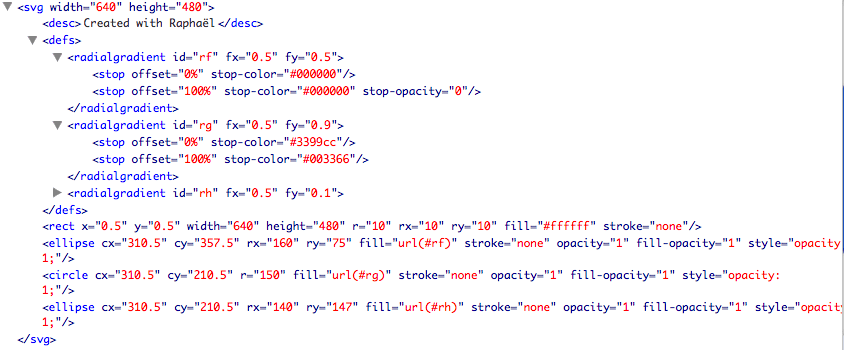 <svg width="640" height="480">
<desc>Created with Raphaël</desc>
<defs>
<radialgradient id="rf" fx="0.5" fy="0.5">
<stop offset="0%" stop-color="#000000"/>
<stop offset="100%" stop-color="#000000" stop-opacity="0"/>
</radialgradient>
<radialgradient id="rg" fx="0.5" fy="0.9">
<stop offset="0%" stop-color="#3399cc"/>
<stop offset="100%" stop-color="#003366"/>
</radialgradient>
<radialgradient id="rh" fx="0.5" fy="0.1">
</defs>
<rect x="0.5" y="0.5" width="640" height="480" r="10" rx="10" ry="10" fill="#ffffff" stroke="none"/>
<ellipse cx="310.5" cy="357.5" rx="160" ry="75" fill="url(#rf)" stroke="none" opacity="1" fill-opacity="1" style="opacity
1;"/>
<circle cx="310.5" cy="210.5" r="150" fill="url(#rg)" stroke="none" opacity="1" fill-opacity="1" style="opacity:
1;"/>
<ellipse cx="310.5" cy="210.5" rx="140" ry="147" fill="url(#rh)" stroke="none" opacity="1" fill-opacity="1" style="opacit
1;"/>
</svg>